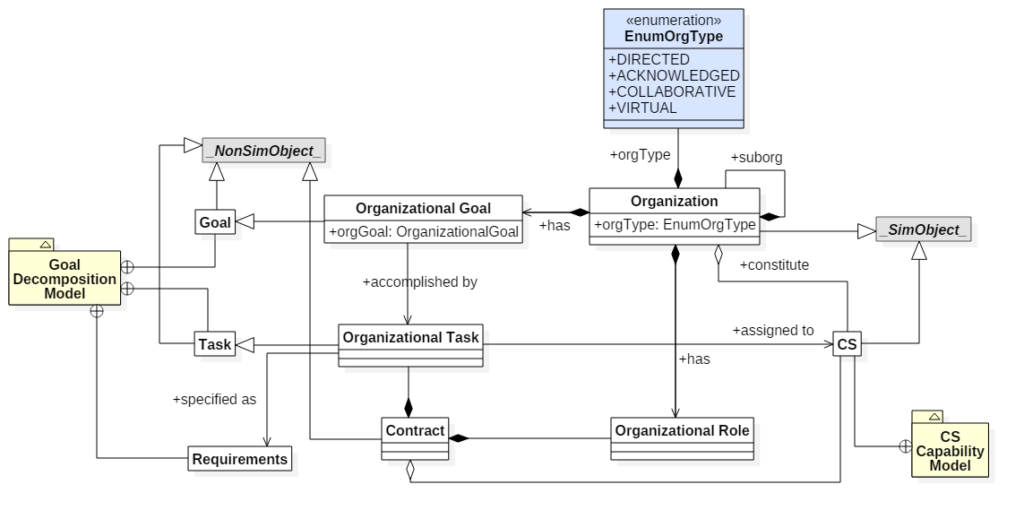 «enumeration»
EnumOrgType
+DIRECTED
+ACKNOWLEDGED
+COLLABORATIVE
+VIRTUAL
+orgType
+suborg
_NonSimObject_
Organizational Goal
+orgGoal: OrganizationalGoal
+has
Organization
+orgType: EnumOrgType
_SimObject_
Goal
Goal
Decomposition
Model
+accomplished by
+constitute
Task
Organizational Task
+assigned to
CS
+has
+specified as
Contract
Organizational Role
Requirements
CS
Capability
Model